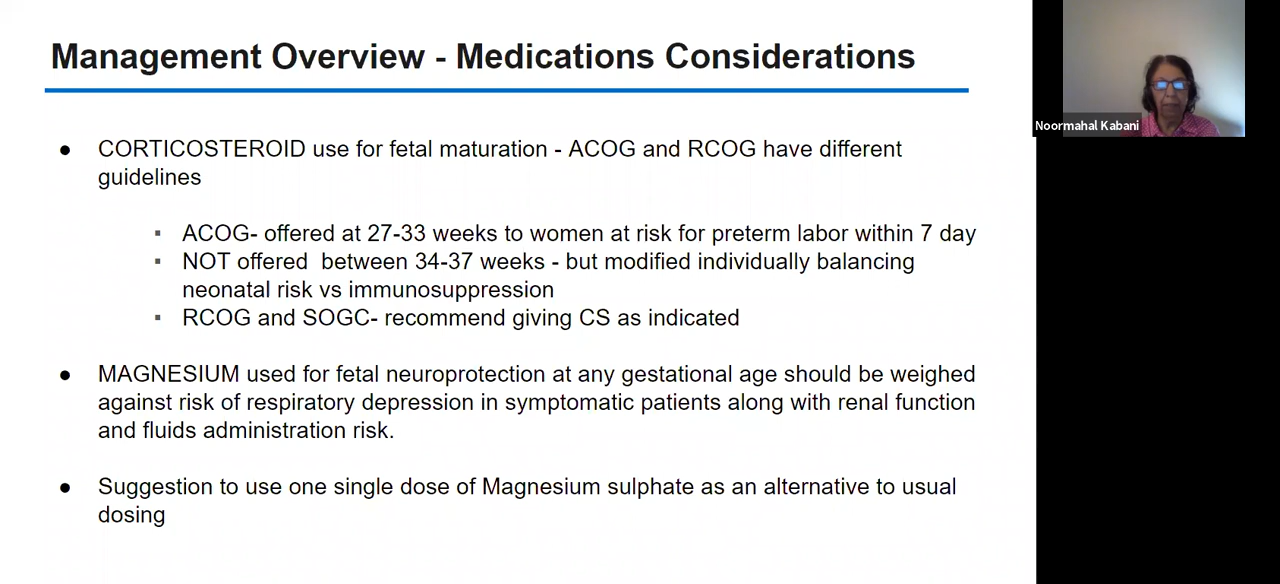 Management Overview - Medications Considerations
● CORTICOSTEROID use for fetal maturation - ACOG and RCOG have different
guidelines
▪ ACOG- offered at 27-33 weeks to women at risk for preterm labor within 7 day
▪ NOT offered between 34-37 weeks - but modified individually balancing
neonatal risk vs immunosuppression
▪ RCOG and SOGC- recommend giving CS as indicated
● MAGNESIUM used for fetal neuroprotection at any gestational age should be weighed
against risk of respiratory depression in symptomatic patients along with renal function
and fluids administration risk.
● Suggestion to use one single dose of Magnesium sulphate as an alternative to usual
dosing
Noormahal Kabani